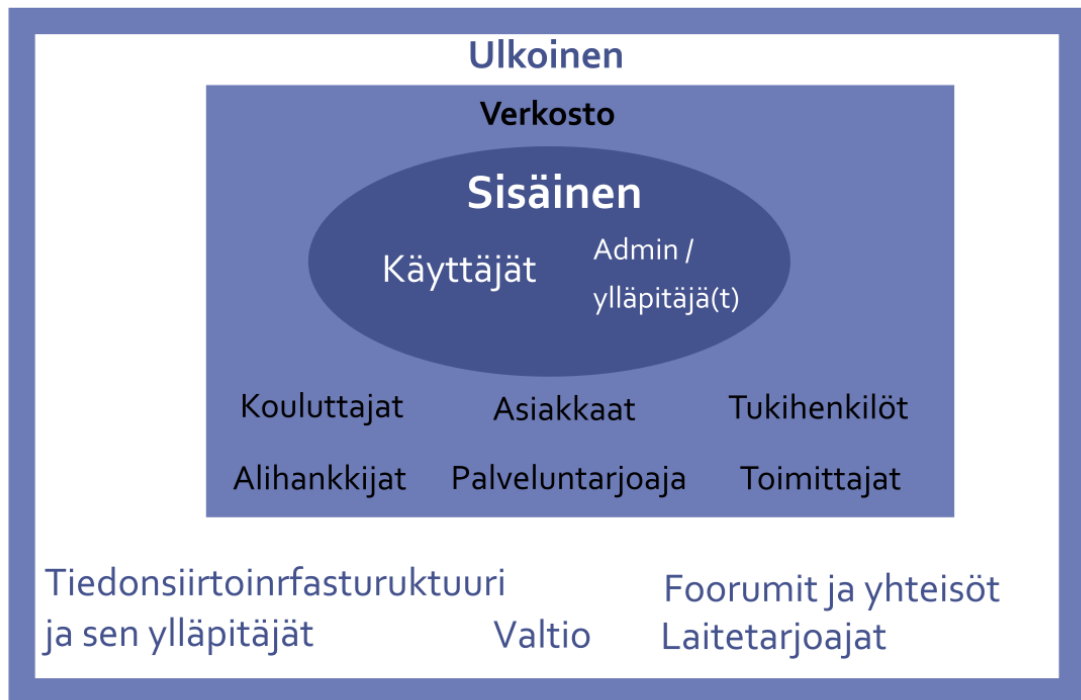 Ulkoinen
Verkosto
Sisäinen
Käyttäjät
Admin /
ylläpitäjä(t)
Kouluttajat Asiakkaat Tukihenkilöt
Alihankkijat Palveluntarjoaja Toimittajat
Tiedonsiirtoinrfasturuktuuri
ja sen ylläpitäjät
Valtio
Foorumit ja yhteisöt
Laitetarjoajat